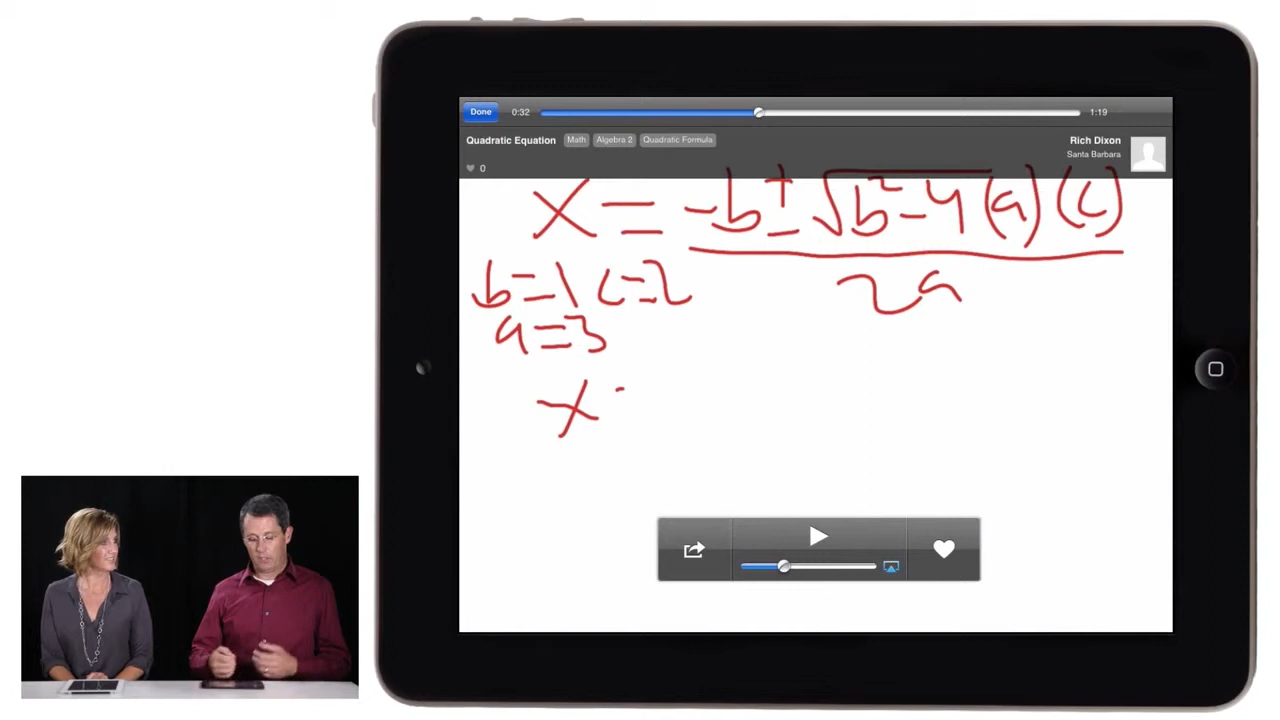 Done 0:32 1:19
Quadratic Equation Math Algebra 2 Quadratic Formula Rich Dixon
Santa Barbara
0
x = -b ± √b²-4(a)(c)
2a
b=1 c=2
a=3
x